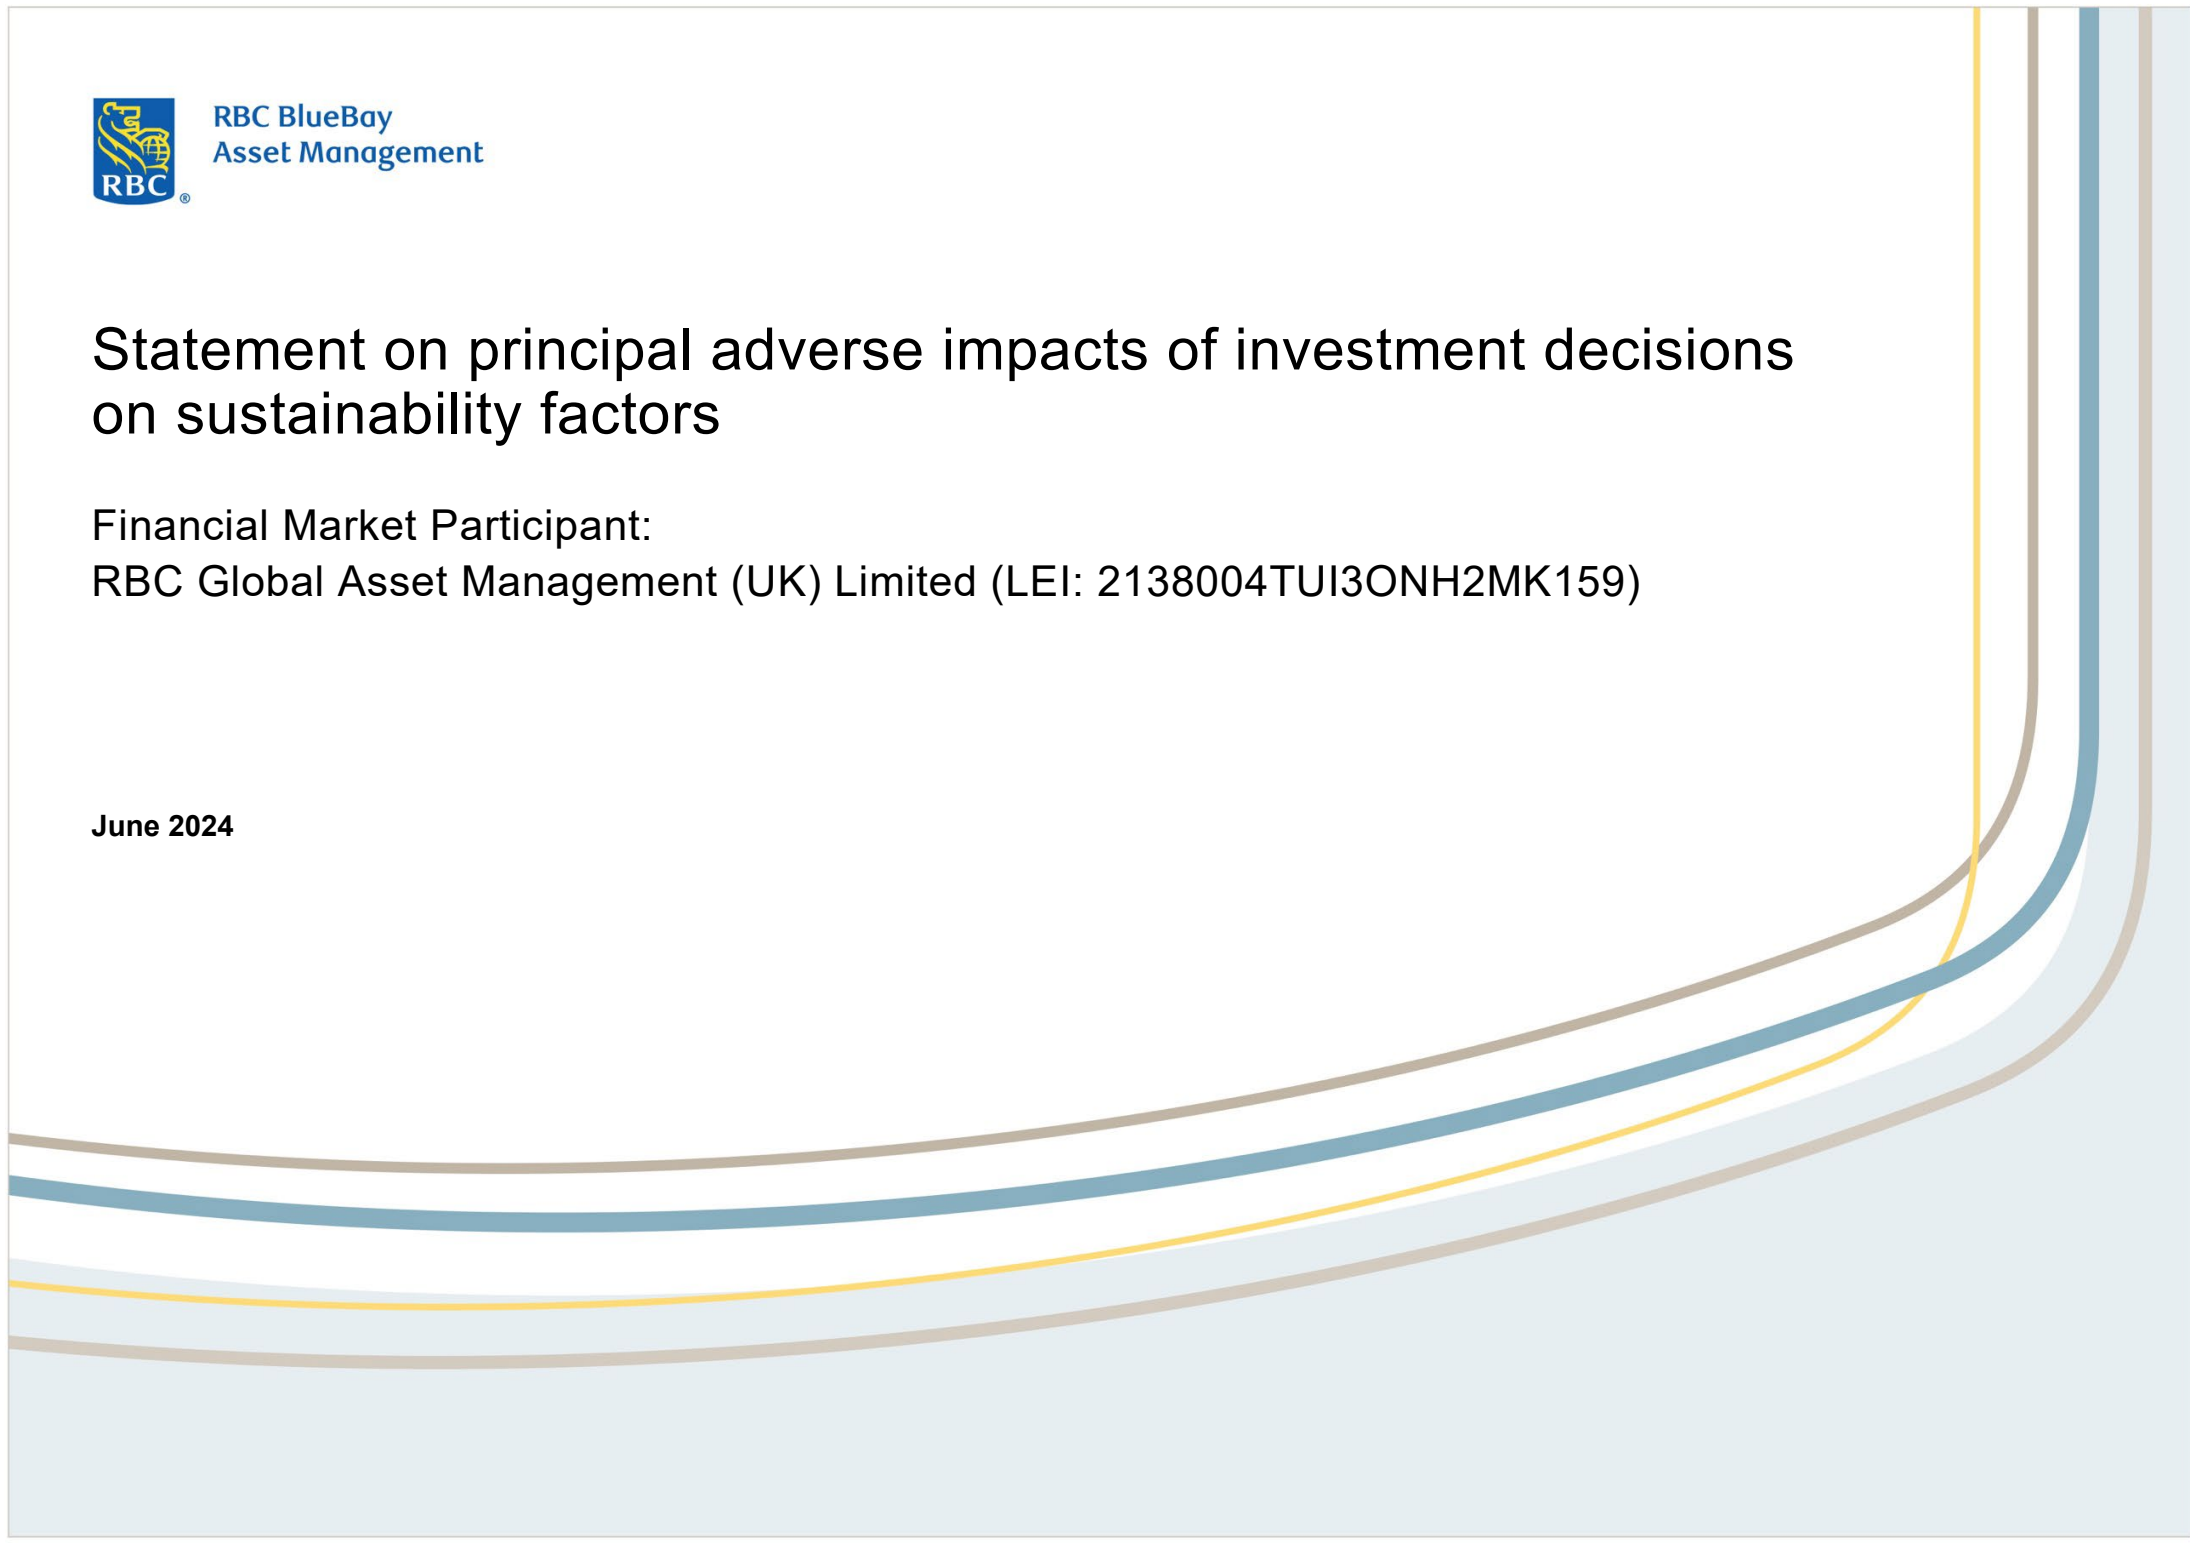 RBC BlueBay
Asset Management
RBC
®
Statement on principal adverse impacts of investment decisions
on sustainability factors
Financial Market Participant:
RBC Global Asset Management (UK) Limited (LEI: 2138004TUI3ONH2MK159)
June 2024